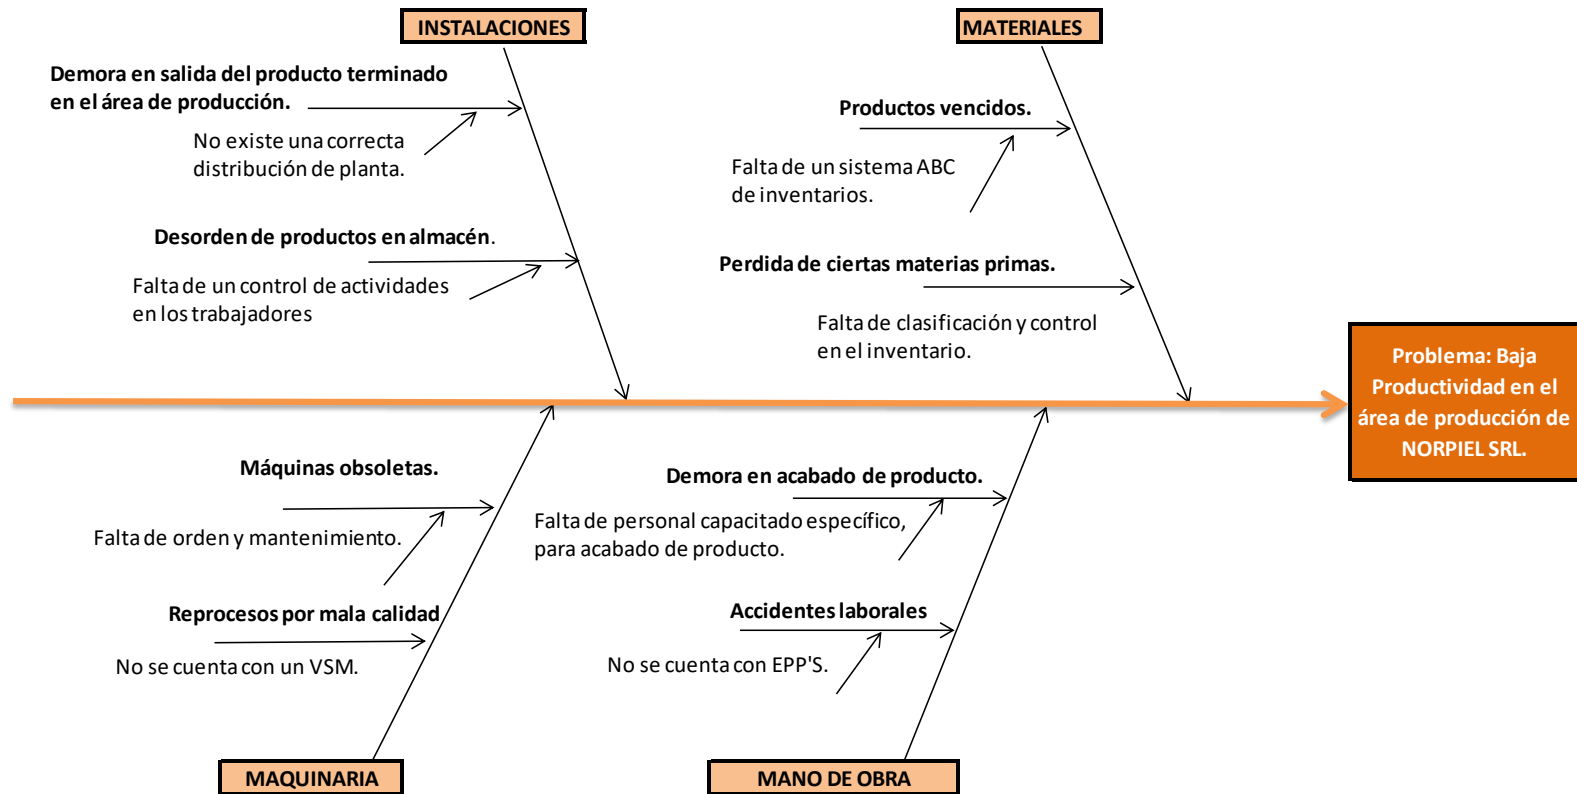 INSTALACIONES
MATERIALES
Demora en salida del producto terminado
en el área de producción.
No existe una correcta
distribución de planta.
Desorden de productos en almacén.
Falta de un control de actividades
en los trabajadores
Productos vencidos.
Falta de un sistema ABC
de inventarios.
Perdida de ciertas materias primas.
Falta de clasificación y control
en el inventario.
Problema: Baja
Productividad en el
área de producción de
NORPIEL SRL.
Máquinas obsoletas.
Falta de orden y mantenimiento.
Reprocesos por mala calidad
No se cuenta con un VSM.
Demora en acabado de producto.
Falta de personal capacitado específico,
para acabado de producto.
Accidentes laborales
No se cuenta con EPP'S.
MAQUINARIA
MANO DE OBRA